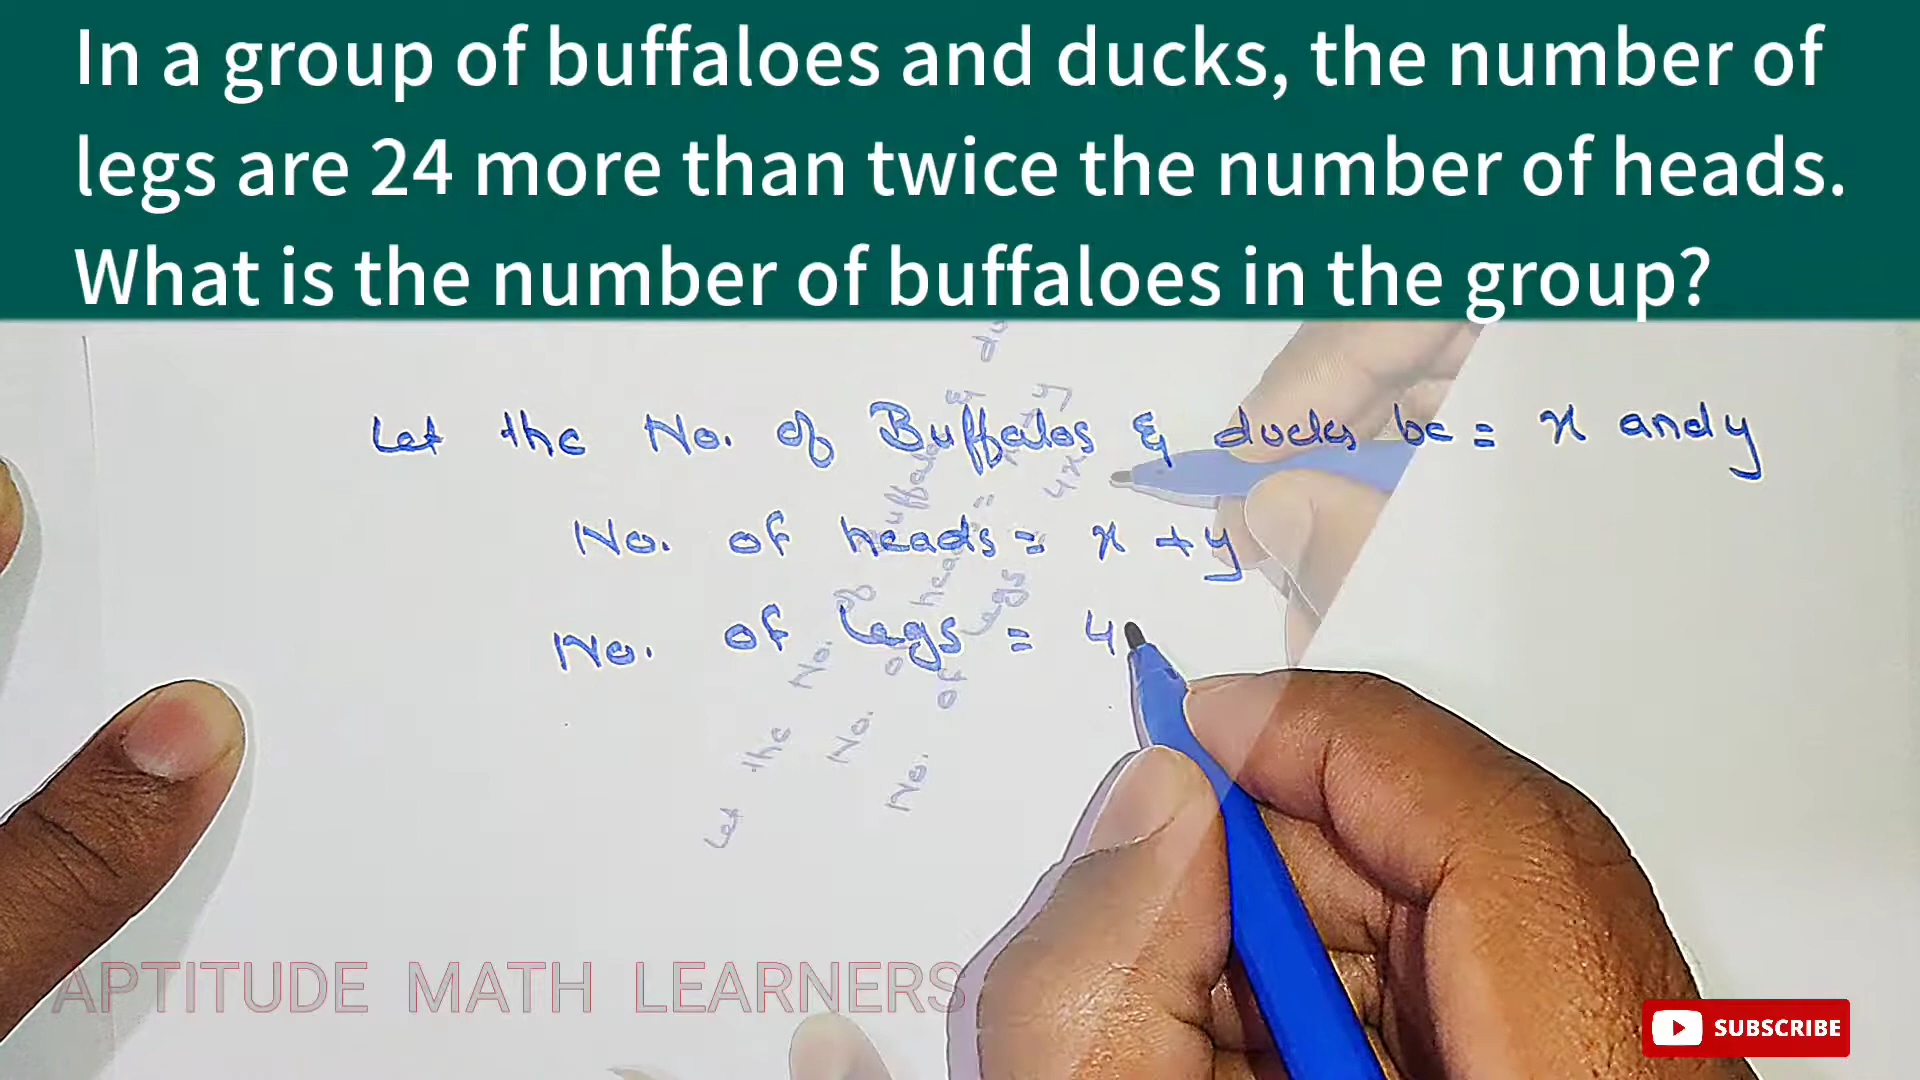 In a group of buffaloes and ducks, the number of
legs are 24 more than twice the number of heads.
What is the number of buffaloes in the group?
Let the No. of Buffalos & ducks be = x and y
No. of heads = x + y
No. of Legs = 4
APTITUDE MATH LEARNERS
SUBSCRIBE